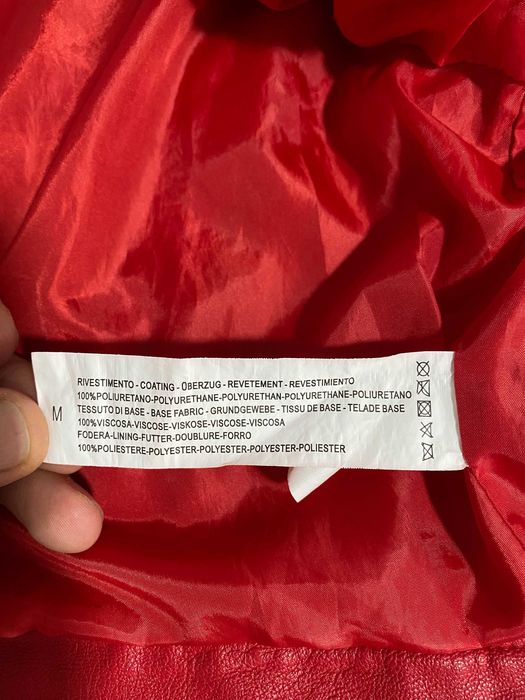 M
RIVESTIMENTO - COATING - ÜBERZUG - REVETEMENT - REVESTIMIENTO
100%POLIURETANO-POLYURETHANE-POLYURETHAN-POLYURETHANE-POLIURETANO
TESSUTO DI BASE - BASE FABRIC - GRUNDGEWEBE - TISSU DE BASE - TELADE BASE
100%VISCOSA-VISCOSE-VISKOSE-VISCOSE-VISCOSA
FODERA-LINING-FUTTER-DOUBLURE-FORRO
100%POLIESTERE-POLYESTER-POLYESTER-POLYESTER-POLIESTER